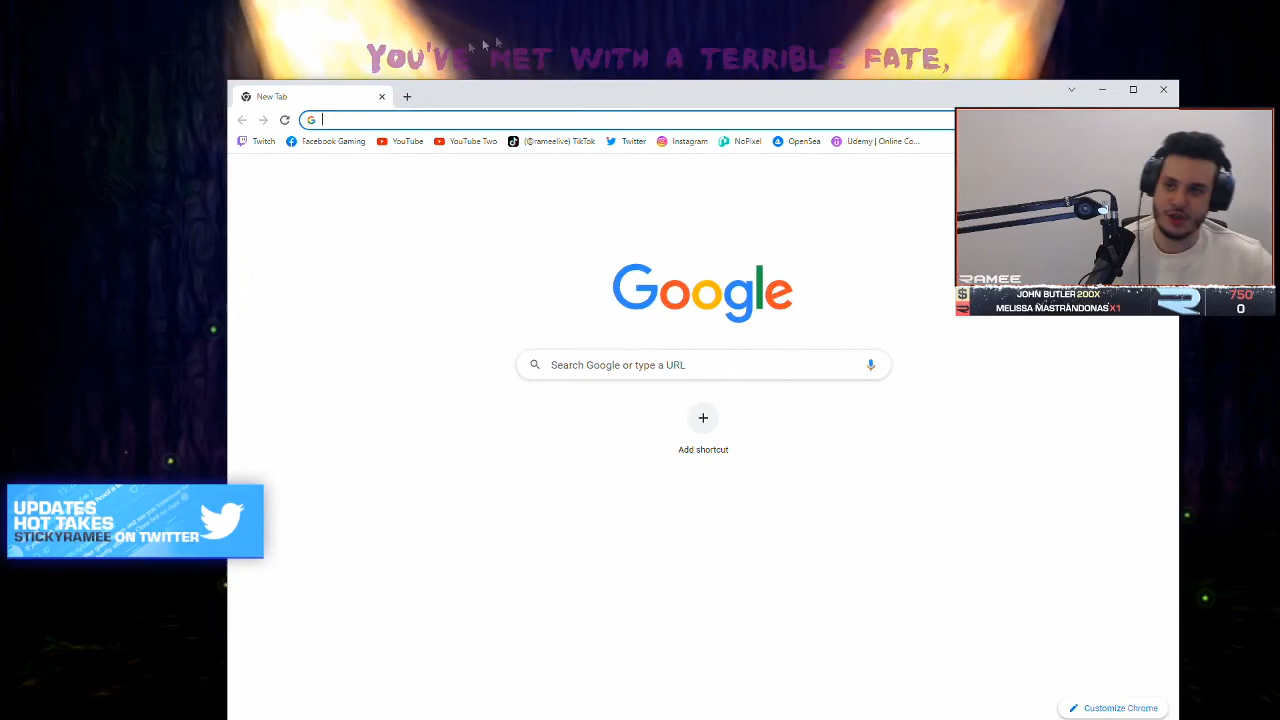 You've met with a terrible fate,
New Tab
Twitch Facebook Gaming YouTube YouTube Two (@rameelive) TikTok Twitter Instagram NoPixel OpenSea Udemy | Online Co...
RAMEE
$ JOHN BUTLER 200X 750
MELISSA MASTRANDONAS X1 0
Google
Search Google or type a URL
Add shortcut
UPDATES
HOT TAKES
STICKYRAMEE ON TWITTER
Customize Chrome